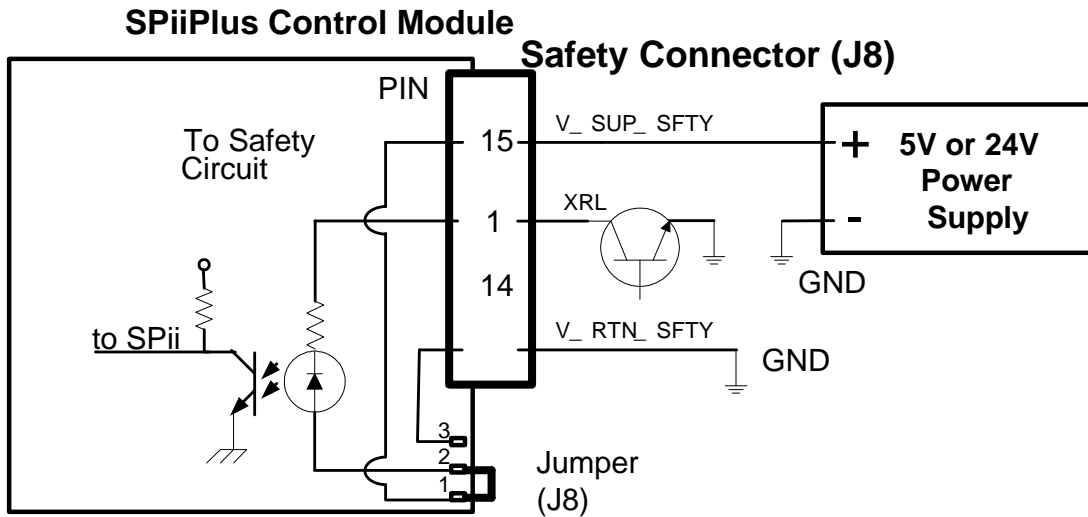 SPiiPlus Control Module
Safety Connector (J8)
PIN
To Safety
Circuit
15
V_ SUP_ SFTY
+
5V or 24V
Power
Supply
XRL
1
-
14
GND
to SPii
V_ RTN_ SFTY
GND
3
2
1
Jumper
(J8)